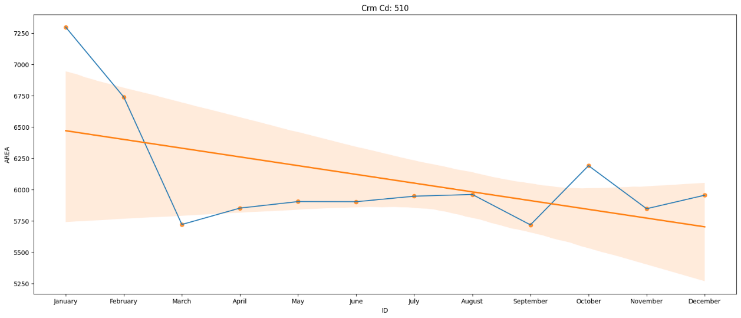 Crm Cd: 510
7250
7000
6750
6500
6250
6000
5750
5500
5250
AREA
January February March April May June July August September October November December
ID